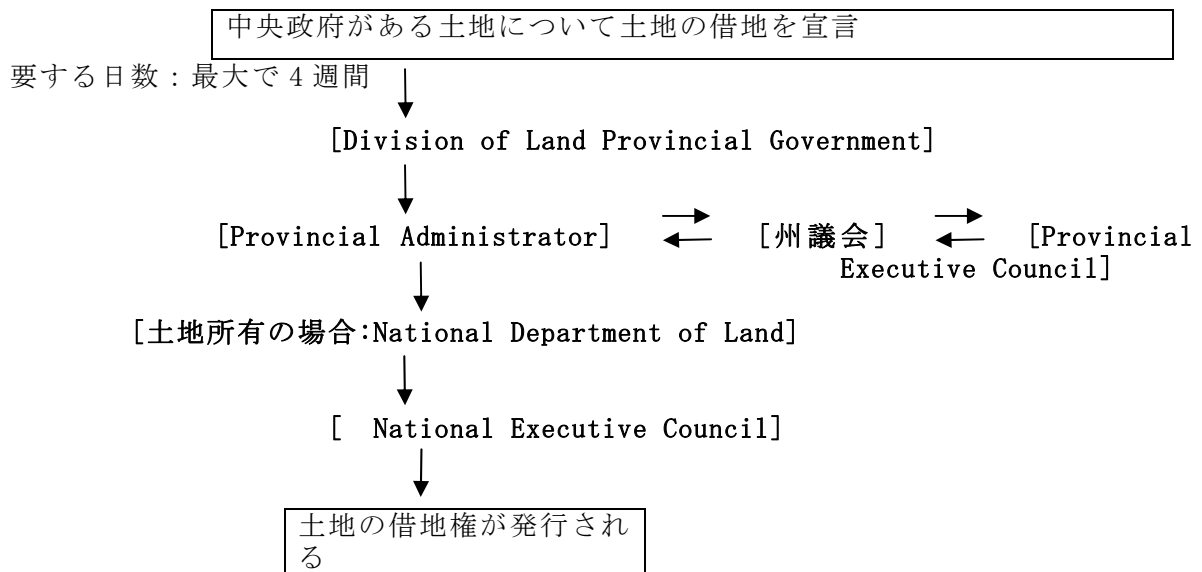 中央政府がある土地について土地の借地を宣言
要する日数：最大で４週間
[Division of Land Provincial Government]
[Provincial Administrator] [州議会] [Provincial
Executive Council]
[土地所有の場合:National Department of Land]
[ National Executive Council]
土地の借地権が発行され
る